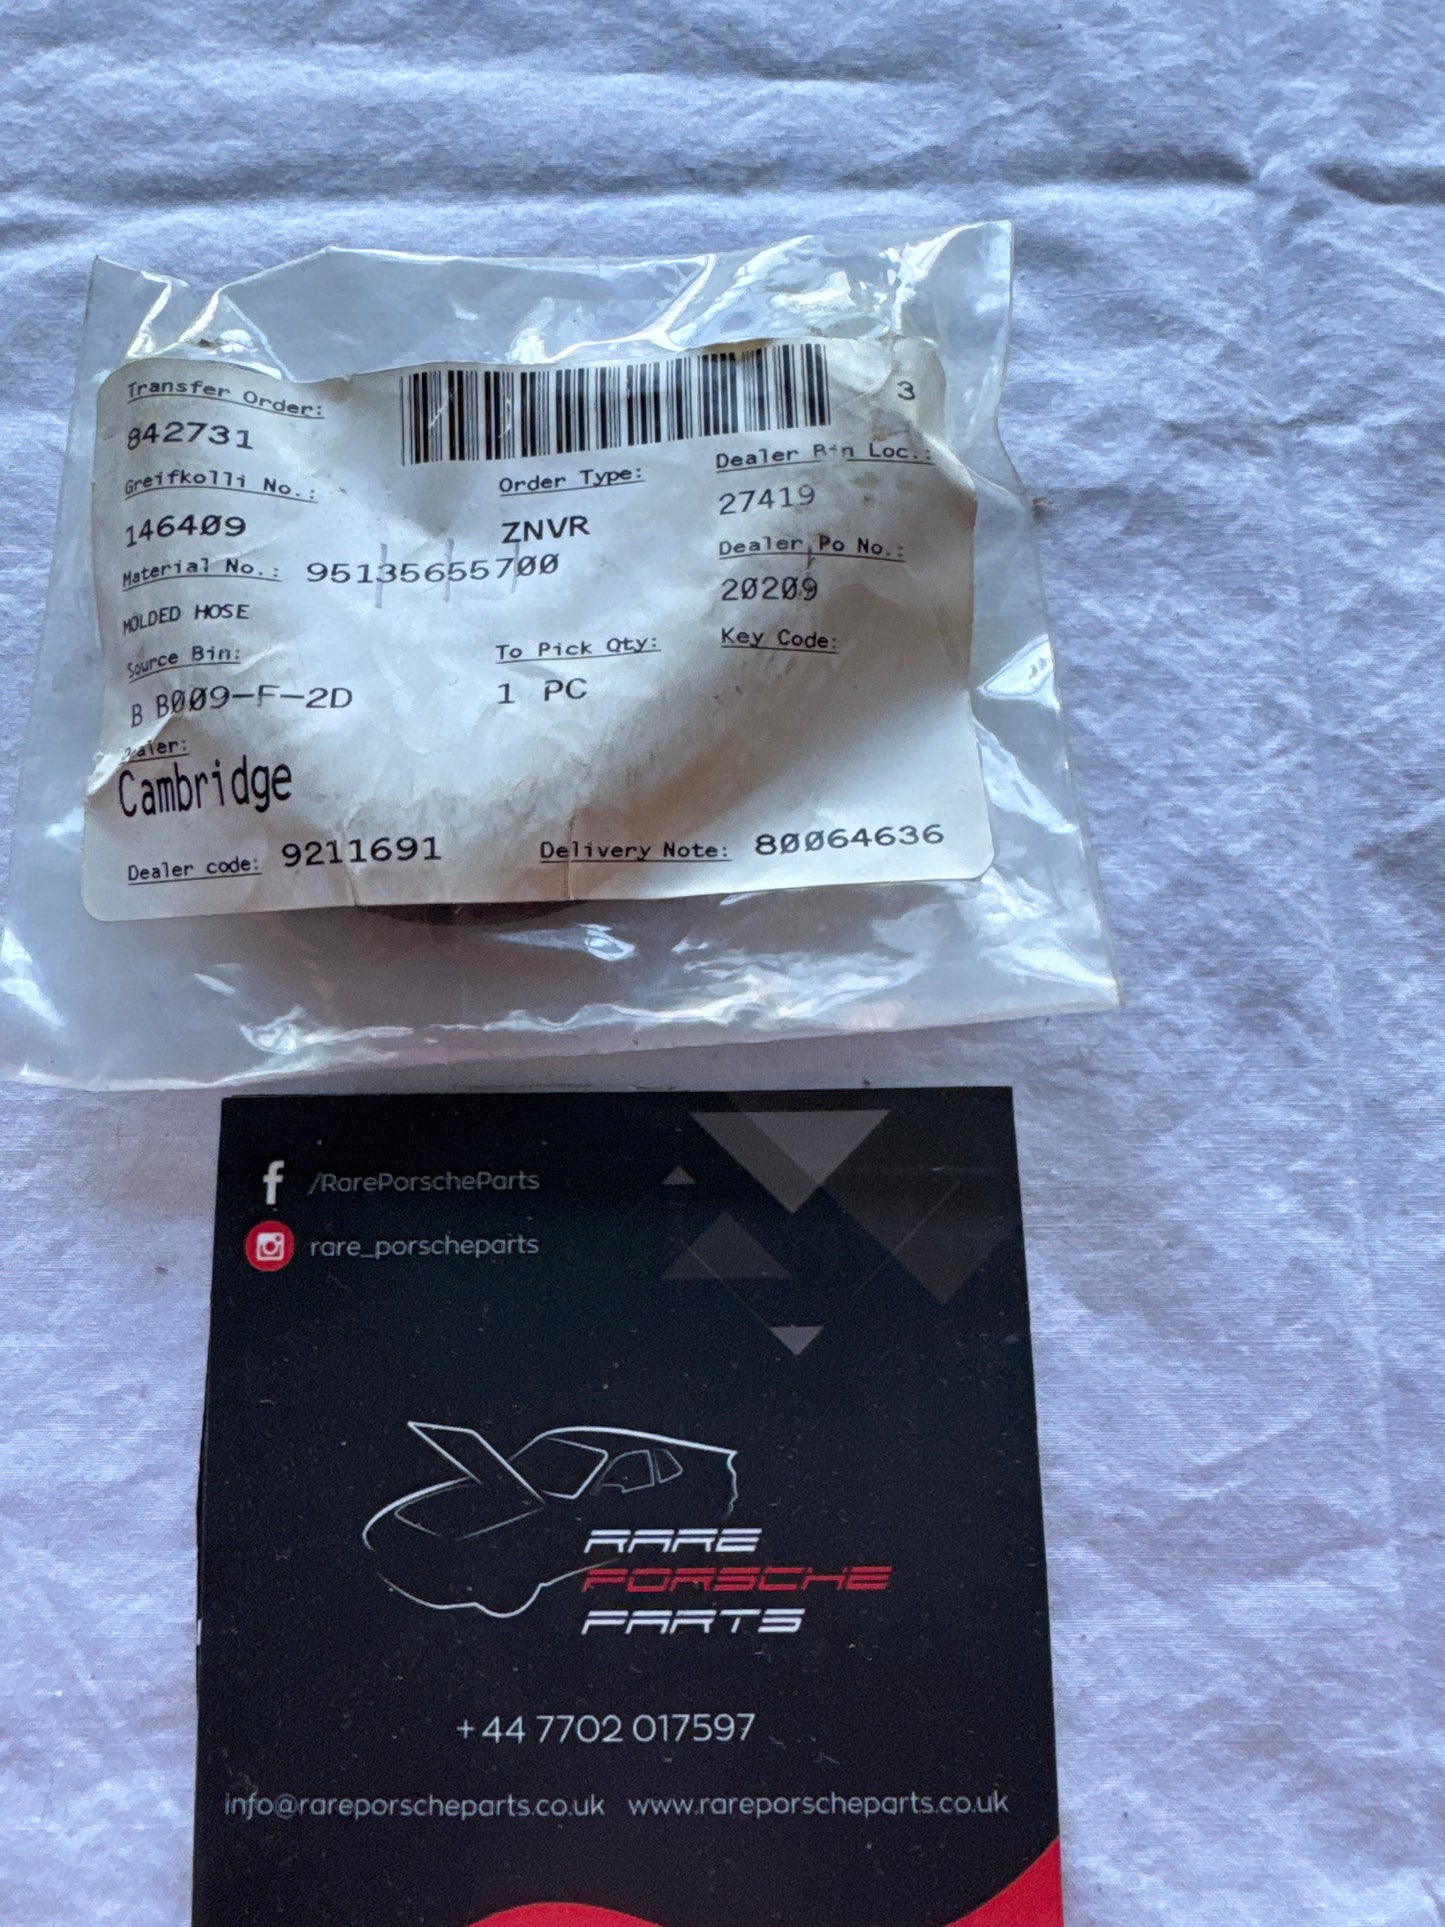 Transfer Order:
842731
3
Greifkolli No.:
146409
Order Type:
ZNVR
Dealer Bin Loc.:
27419
Material No.: 95135655700
MOLDED HOSE
Dealer Po No.:
20209
Source Bin:
B B009-F-2D
To Pick Qty:
1 PC
Key Code:
Dealer:
Cambridge
Dealer code: 9211691
Delivery Note: 80064636
/RarePorscheParts
rare_porscheparts
RARE
PORSCHE
PARTS
+44 7702 017597
info@rareporscheparts.co.uk www.rareporscheparts.co.uk